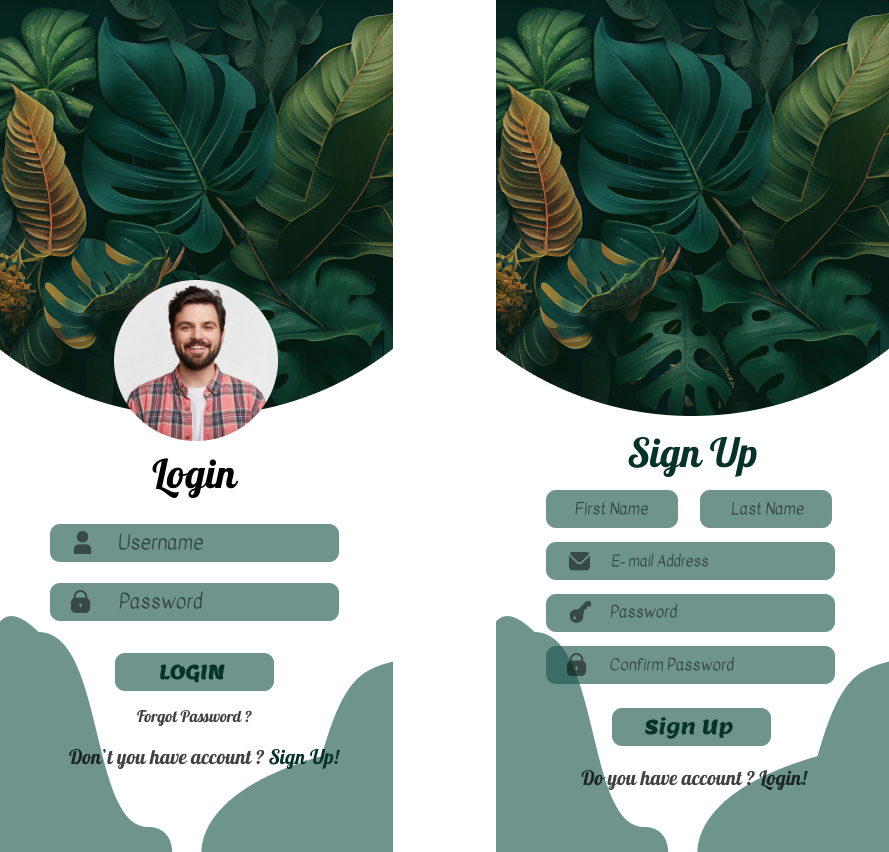 Login
Username
Password
LOGIN
Forgot Password ?
Don't you have account ? Sign Up!
Sign Up
First Name Last Name
E- mail Address
Password
Confirm Password
Sign Up
Do you have account ? Login!